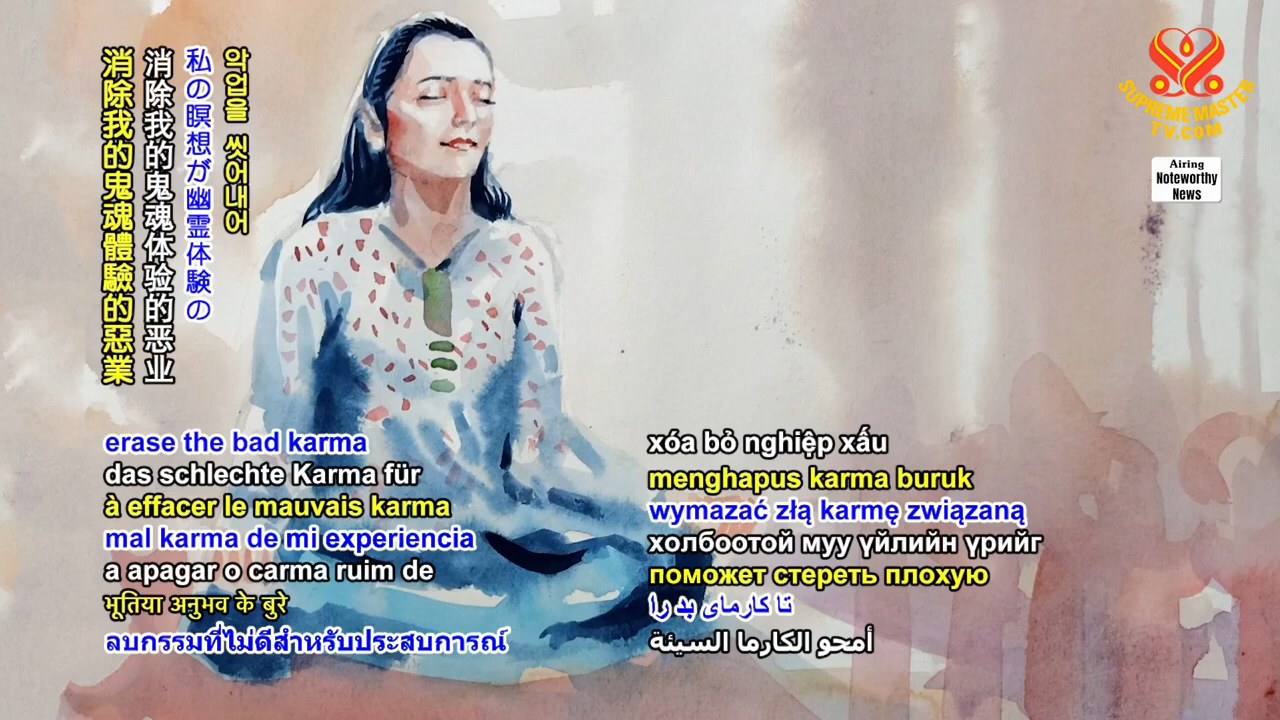 악업을 씻어내어
私の瞑想が幽霊体験の
消除我的鬼魂体验的恶业
消除我的鬼魂體驗的惡業
erase the bad karma
das schlechte Karma für
à effacer le mauvais karma
mal karma de mi experiencia
a apagar o carma ruim de
भूतिया अनुभव के बुरे
ลบกรรมที่ไม่ดีสำหรับประสบการณ์
xóa bỏ nghiệp xấu
menghapus karma buruk
wymazać złą karmę związaną
холбоотой муу үйлийн үрийг
поможет стереть плохую
تا کارمای بد را
أمحو الكارما السيئة
SUPREME MASTER
TV.COM
Airing
Noteworthy
News